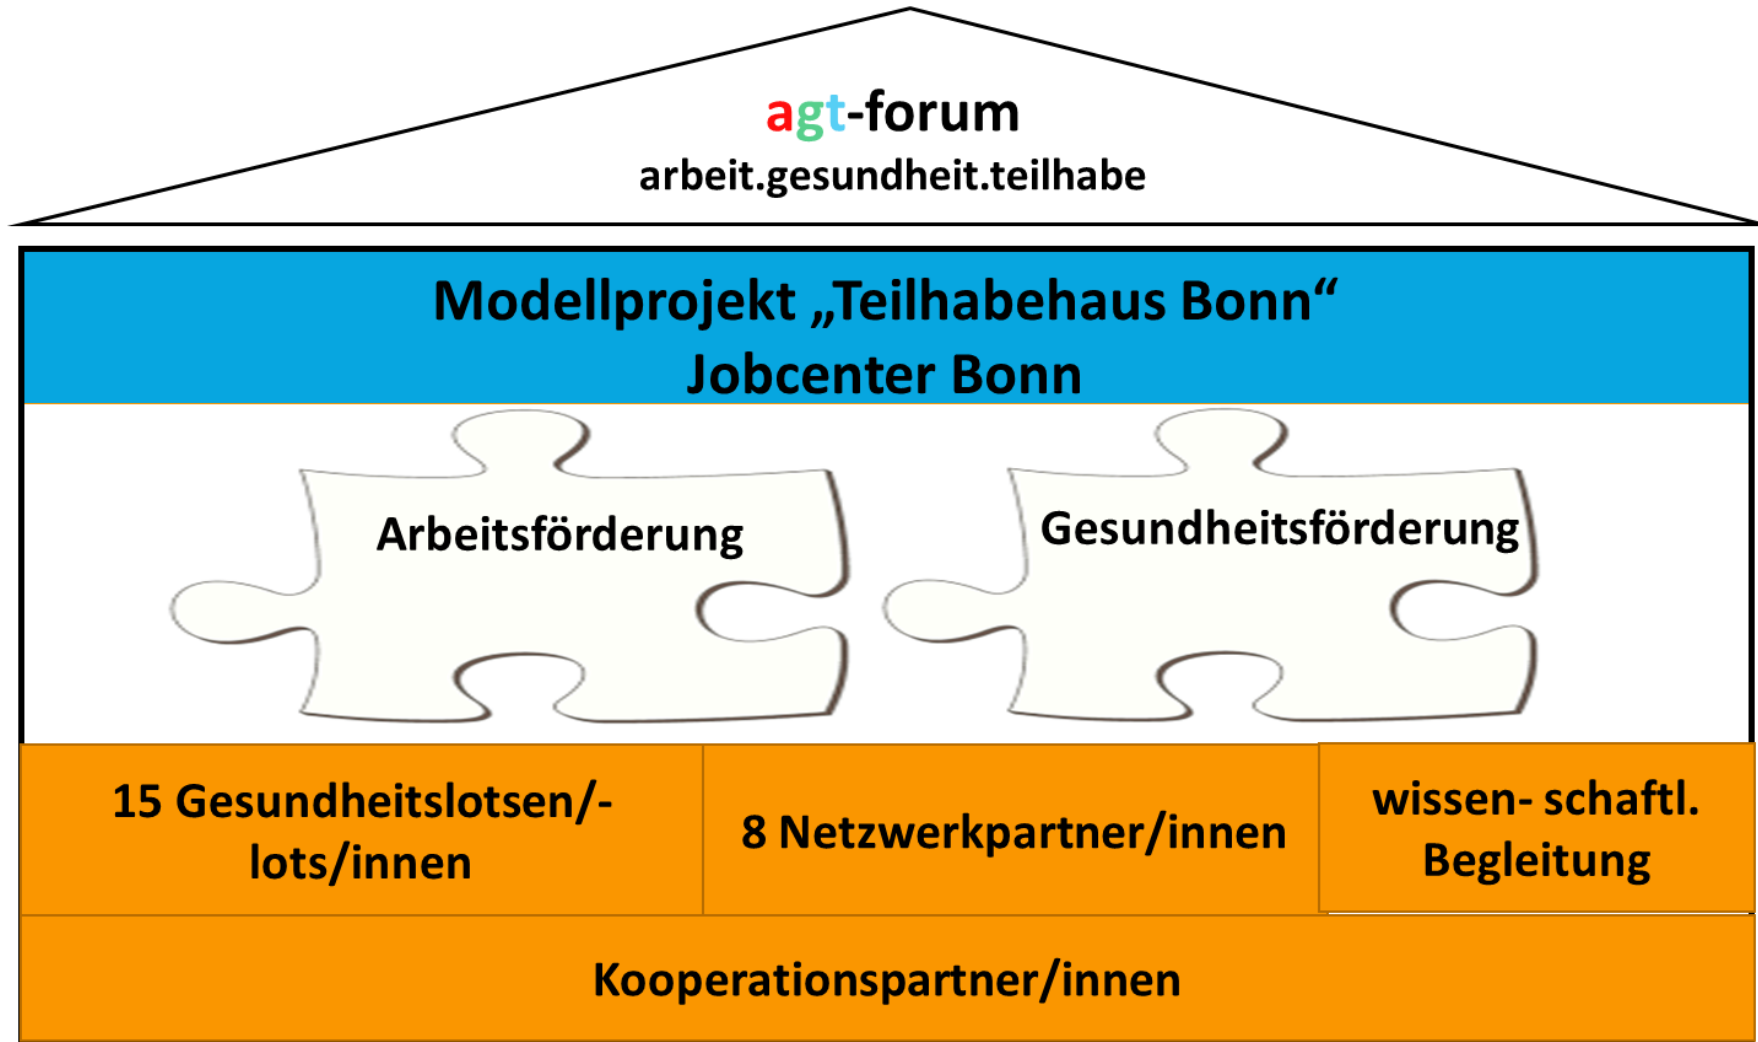 agt-forum
arbeit.gesundheit.teilhabe
Modellprojekt „Teilhabehaus Bonn“
Jobcenter Bonn
Arbeitsförderung
Gesundheitsförderung
15 Gesundheitslotsen/-
lots/innen
8 Netzwerkpartner/innen
wissen- schaftl.
Begleitung
Kooperationspartner/innen